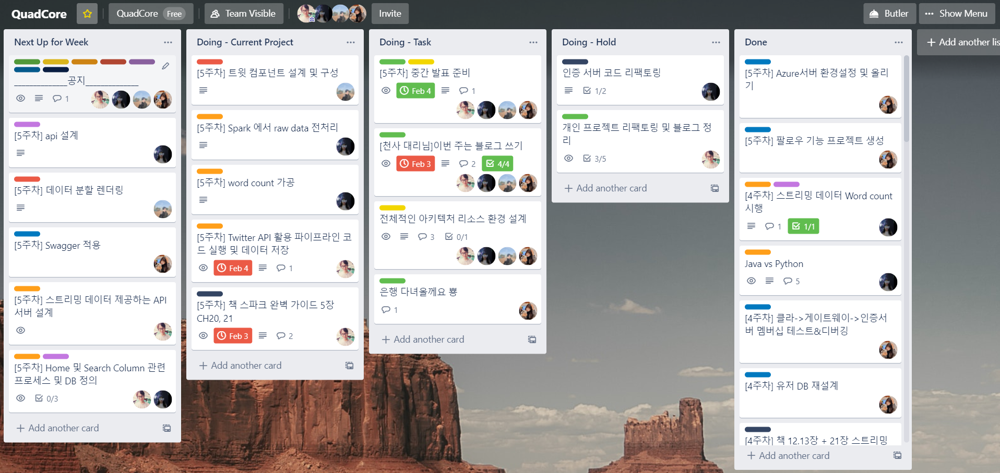 QuadCore
QuadCore Free
Team Visible
Invite
Butler
Show Menu
Next Up for Week
_____________공지_____________
1
[5주차] api 설계
[5주차] 데이터 분할 렌더링
[5주차] Swagger 적용
[5주차] 스트리밍 데이터 제공하는 API
서버 설계
[5주차] Home 및 Search Column 관련
프로세스 및 DB 정의
0/3
+ Add another card
Doing - Current Project
[5주차] 트윗 컴포넌트 설계 및 구성
[5주차] Spark 에서 raw data 전처리
[5주차] word count 가공
[5주차] Twitter API 활용 파이프라인 코
드 실행 및 데이터 저장
Feb 4
1
[5주차] 책 스파크 완벽 가이드 5장
CH20, 21
Feb 3
2
+ Add another card
Doing - Task
[5주차] 중간 발표 준비
Feb 4
1
[천사 대리님]이번 주는 블로그 쓰기
Feb 3
2
4/4
전체적인 아키텍처 리소스 환경 설계
3
0/1
은행 다녀올께요 뿅
1
+ Add another card
Doing - Hold
인증 서버 코드 리팩토링
1/2
개인 프로젝트 리팩토링 및 블로그 정
리
3/5
+ Add another card
Done
[5주차] Azure서버 환경설정 및 올리
기
[5주차] 팔로우 기능 프로젝트 생성
[4주차] 스트리밍 데이터 Word count
시행
1
1/1
Java vs Python
5
[4주차] 클라->게이트웨이->인증서
버 멤버십 테스트&디버깅
[4주차] 유저 DB 재설계
[4주차] 책 12.13장 + 21장 스트리밍
+ Add another card
+ Add another lis